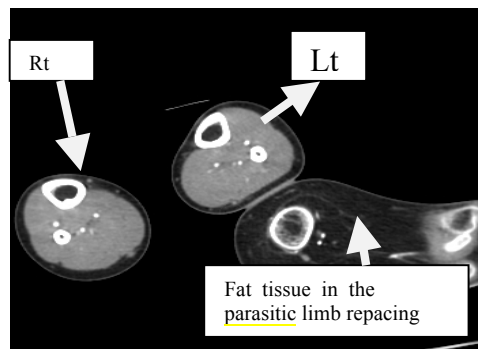 Rt
Lt
Fat tissue in the
parasitic limb repacing